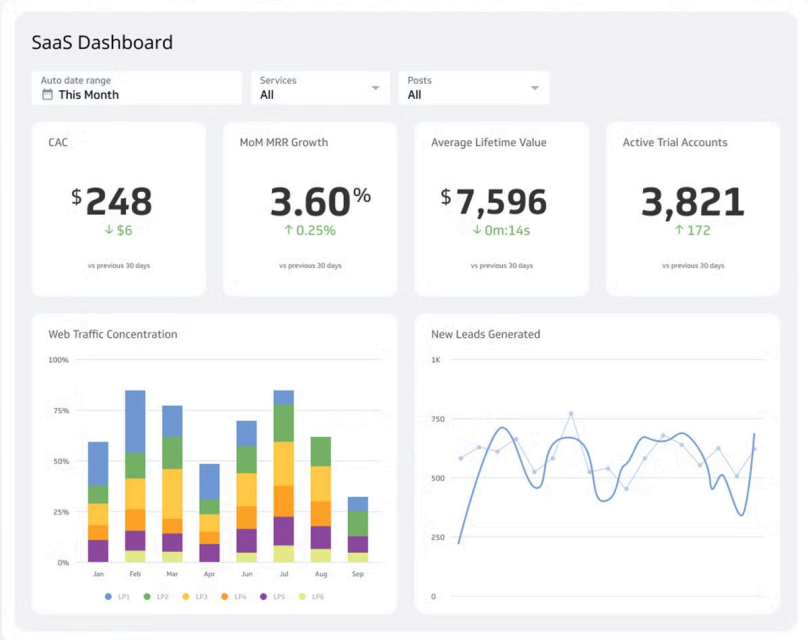 SaaS Dashboard
Auto date range
This Month
Services
All
Posts
All
CAC
$248
↓ $6
vs previous 30 days
MoM MRR Growth
3.60%
↑ 0.25%
vs previous 30 days
Average Lifetime Value
$7,596
↓ 0m:14s
vs previous 30 days
Active Trial Accounts
3,821
↑ 172
vs previous 30 days
Web Traffic Concentration
100%
75%
50%
25%
0%
Jan Feb Mar Apr Jun Jul Aug Sep
LP1 LP2 LP3 LP4 LP5 LP6
New Leads Generated
1K
750
500
250
0